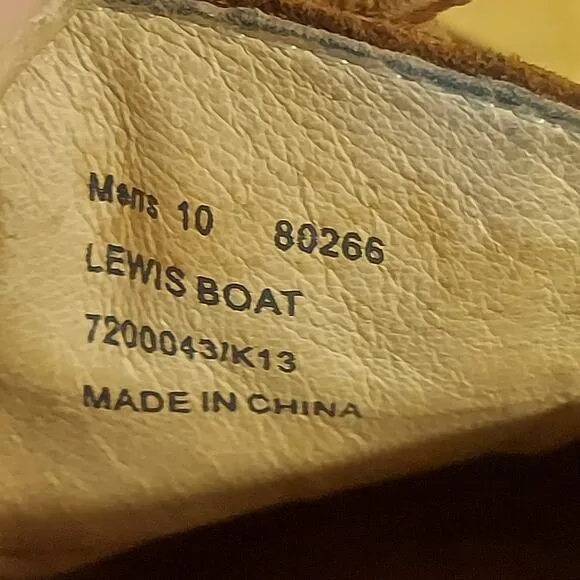 Mens 10 80266
LEWIS BOAT
7200043/K13
MADE IN CHINA